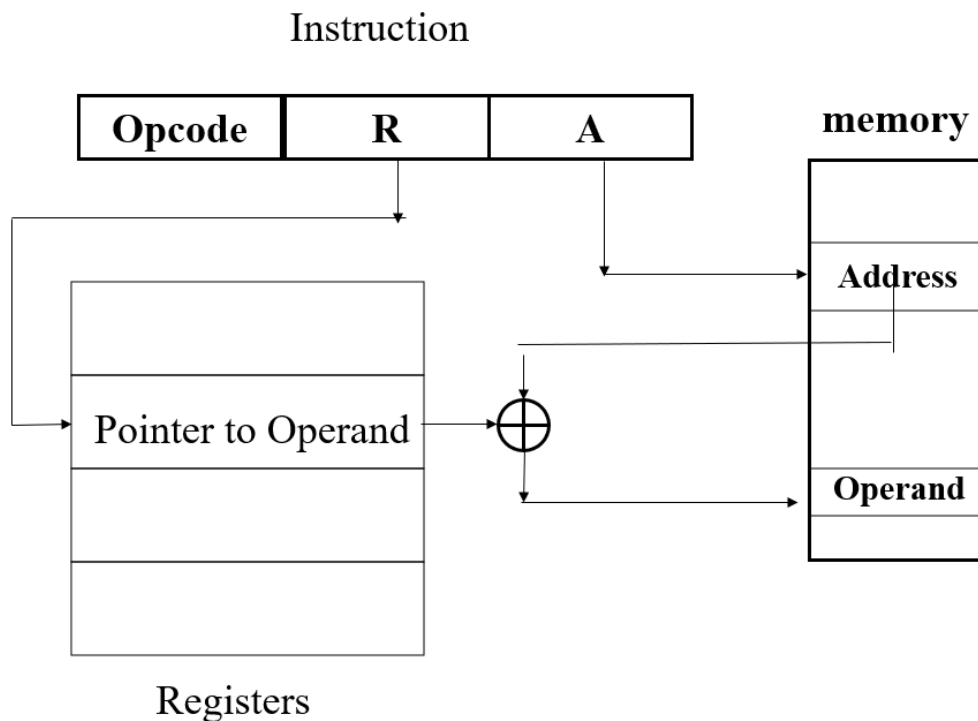 Instruction
Opcode R A
memory
Address
Pointer to Operand
Operand
Registers